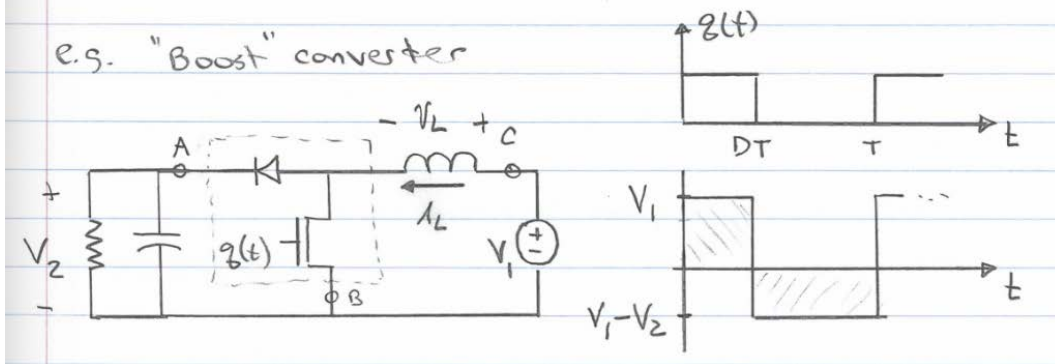 e.g. "Boost" converter
q(t)
t
DT T
- V_L +
A
C
i_L
+
V_2
-
q(t)
B
V_1 + -
V_1 ...
t
V_1-V_2